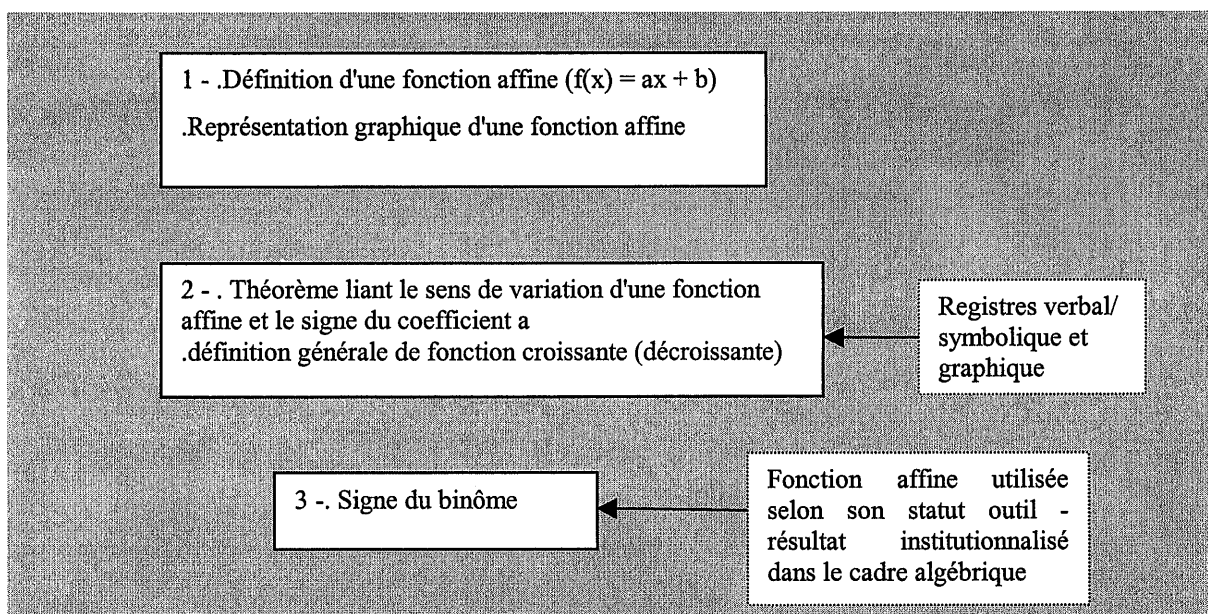 1 - .Définition d'une fonction affine (f(x) = ax + b)
.Représentation graphique d'une fonction affine
2 - . Théorème liant le sens de variation d'une fonction
affine et le signe du coefficient a
.définition générale de fonction croissante (décroissante)
Registres verbal/
symbolique et
graphique
3 -. Signe du binôme
Fonction affine utilisée
selon son statut outil -
résultat institutionnalisé
dans le cadre algébrique